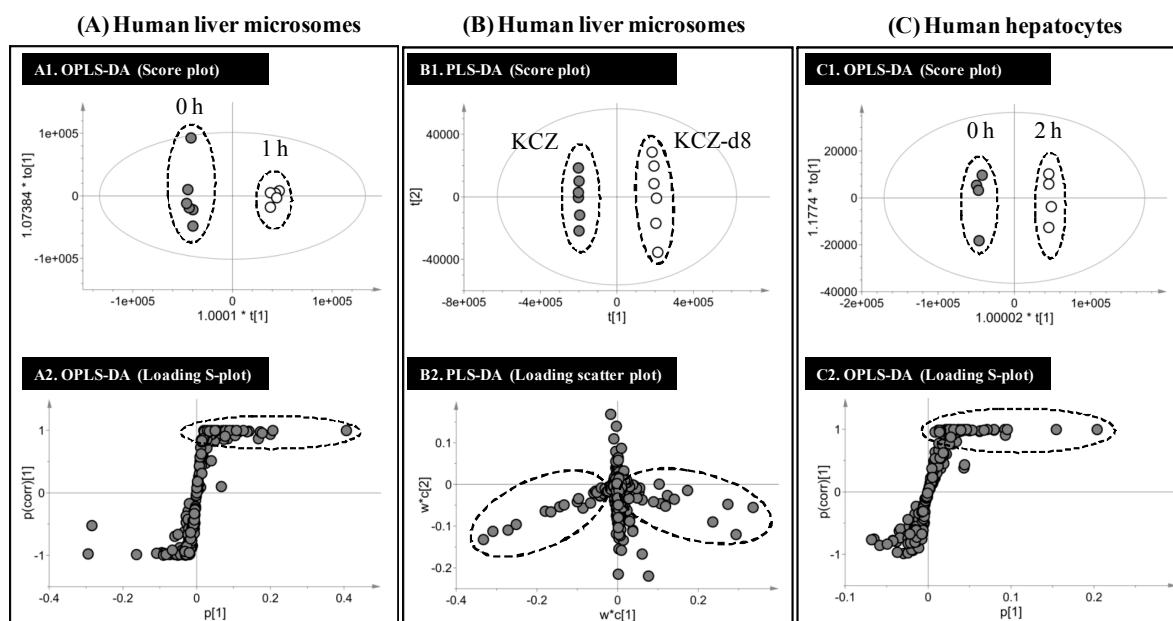 (A) Human liver microsomes
(B) Human liver microsomes
(C) Human hepatocytes
A1. OPLS-DA (Score plot)
0 h
1 h
1e+005
0
-1e+005
1.07384 * to[1]
-1e+005
0
1e+005
1.0001 * t[1]
B1. PLS-DA (Score plot)
KCZ
KCZ-d8
40000
0
-40000
t[2]
-8e+005
-4e+005
0
4e+005
t[1]
C1. OPLS-DA (Score plot)
0 h
2 h
40000
20000
0
-20000
-40000
1.1774 * to[1]
-2e+005
-1e+005
0
1e+005
1.00002 * t[1]
A2. OPLS-DA (Loading S-plot)
1
0
-1
p(corr)[1]
-0.4
-0.2
0
0.2
0.4
p[1]
B2. PLS-DA (Loading scatter plot)
0.1
0
-0.1
-0.2
w*c[2]
-0.4
-0.2
0
0.2
0.4
w*c[1]
C2. OPLS-DA (Loading S-plot)
1
0
-1
p(corr)[1]
-0.1
0
0.1
0.2
p[1]